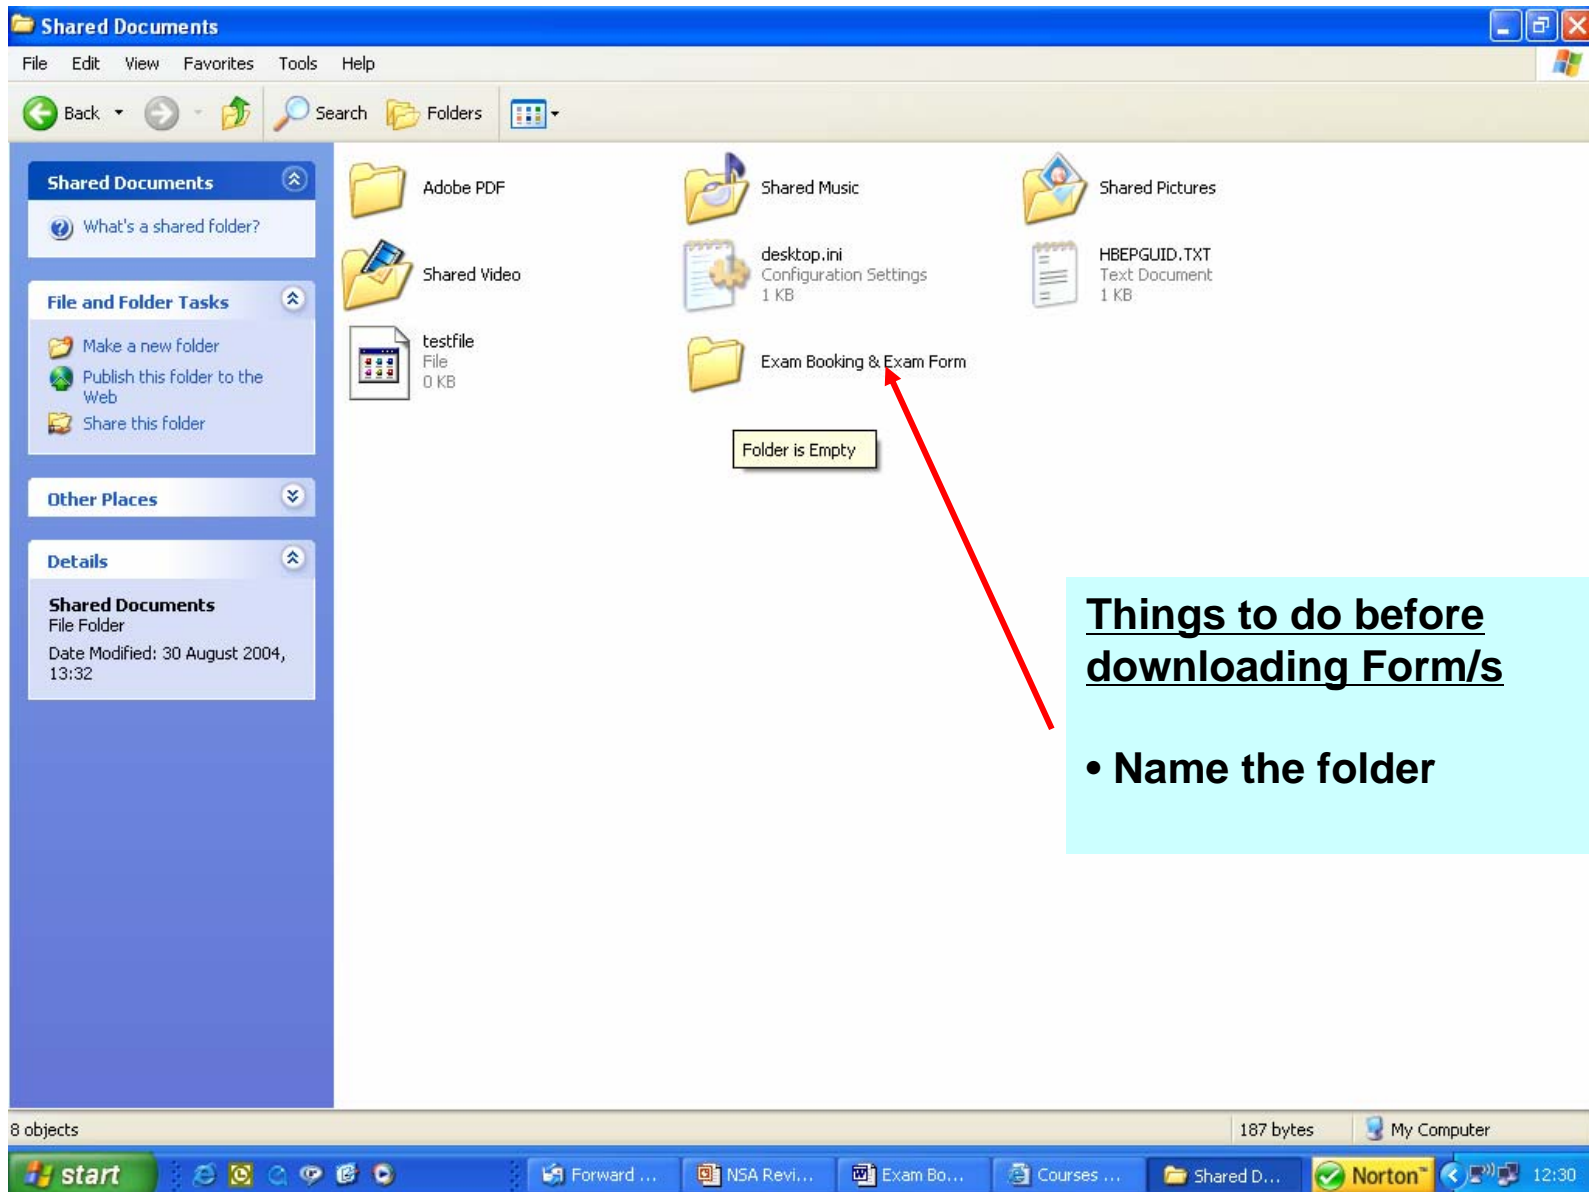 Shared Documents
File Edit View Favorites Tools Help
Back Search Folders
Shared Documents
What's a shared folder?
File and Folder Tasks
Make a new folder
Publish this folder to the
Web
Share this folder
Other Places
Details
Shared Documents
File Folder
Date Modified: 30 August 2004,
13:32
Adobe PDF
Shared Music
Shared Pictures
Shared Video
desktop.ini
Configuration Settings
1 KB
HBEPGUID.TXT
Text Document
1 KB
testfile
File
0 KB
Exam Booking & Exam Form
Folder is Empty
Things to do before
downloading Form/s
• Name the folder
8 objects 187 bytes My Computer
start Forward ... NSA Revi... Exam Bo... Courses ... Shared D... Norton™ 12:30